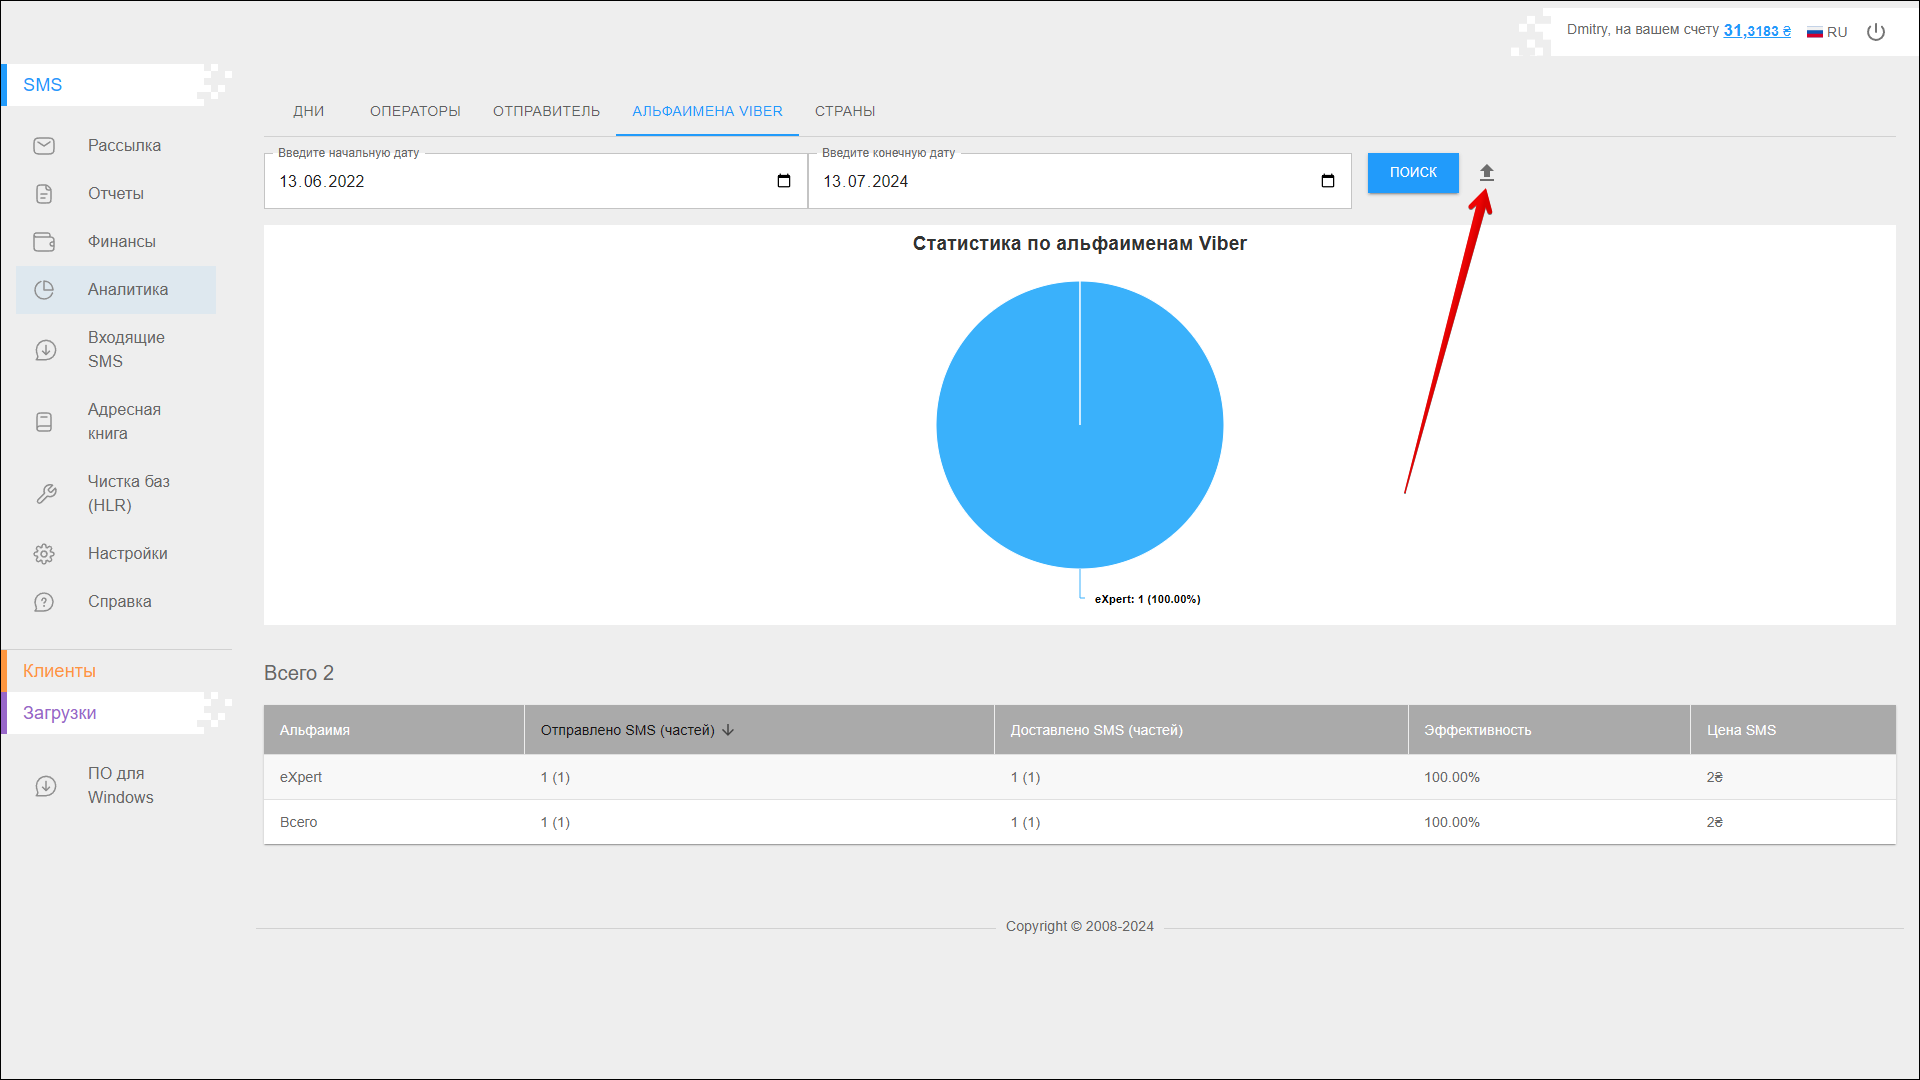 Dmitry, на вашем счету 31,3183 ₴ RU
SMS
Рассылка
Отчеты
Финансы
Аналитика
Входящие
SMS
Адресная
книга
Чистка баз
(HLR)
Настройки
Справка
Клиенты
Загрузки
ПО для
Windows
ДНИ ОПЕРАТОРЫ ОТПРАВИТЕЛЬ АЛЬФАИМЕНА VIBER СТРАНЫ
Введите начальную дату Введите конечную дату
13.06.2022 13.07.2024 ПОИСК
Статистика по альфаименам Viber
eXpert: 1 (100.00%)
Всего 2
Альфаимя Отправлено SMS (частей) Доставлено SMS (частей) Эффективность Цена SMS
eXpert 1 (1) 1 (1) 100.00% 2₴
Всего 1 (1) 1 (1) 100.00% 2₴
Copyright © 2008-2024